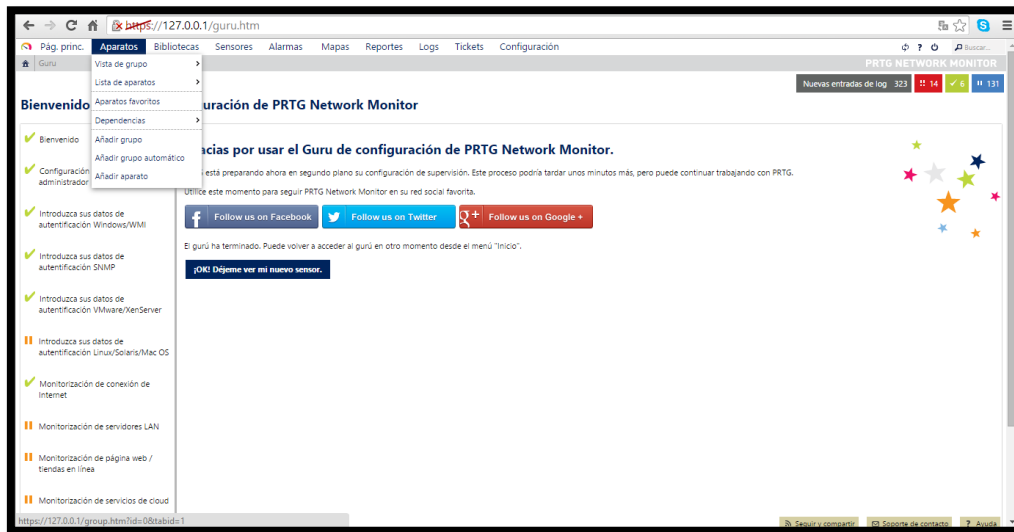 https://127.0.0.1/guru.htm
Pág. princ. Aparatos Bibliotecas Sensores Alarmas Mapas Reportes Logs Tickets Configuración Buscar...
Guru PRTG NETWORK MONITOR
Vista de grupo
Lista de aparatos
Aparatos favoritos
Dependencias
Añadir grupo
Añadir grupo automático
Añadir aparato
Nuevas entradas de log 323 14 6 131
Bienvenido uración de PRTG Network Monitor
Bienvenido
Configuración
administrador
Introduzca sus datos de
autentificación Windows/WMI
Introduzca sus datos de
autentificación SNMP
Introduzca sus datos de
autentificación VMware/XenServer
Introduzca sus datos de
autentificación Linux/Solaris/Mac OS
Monitorización de conexión de
Internet
Monitorización de servidores LAN
Monitorización de página web /
tiendas en línea
Monitorización de servicios de cloud
acias por usar el Guru de configuración de PRTG Network Monitor.
está preparando ahora en segundo plano su configuración de supervisión. Este proceso podría tardar unos minutos más, pero puede continuar trabajando con PRTG.
Utilice este momento para seguir PRTG Network Monitor en su red social favorita.
Follow us on Facebook Follow us on Twitter Follow us on Google +
El gurú ha terminado. Puede volver a acceder al gurú en otro momento desde el menú "Inicio".
¡OK! Déjeme ver mi nuevo sensor.
https://127.0.0.1/group.htm?id=0&tabid=1
Seguir y compartir Soporte de contacto ? Ayuda